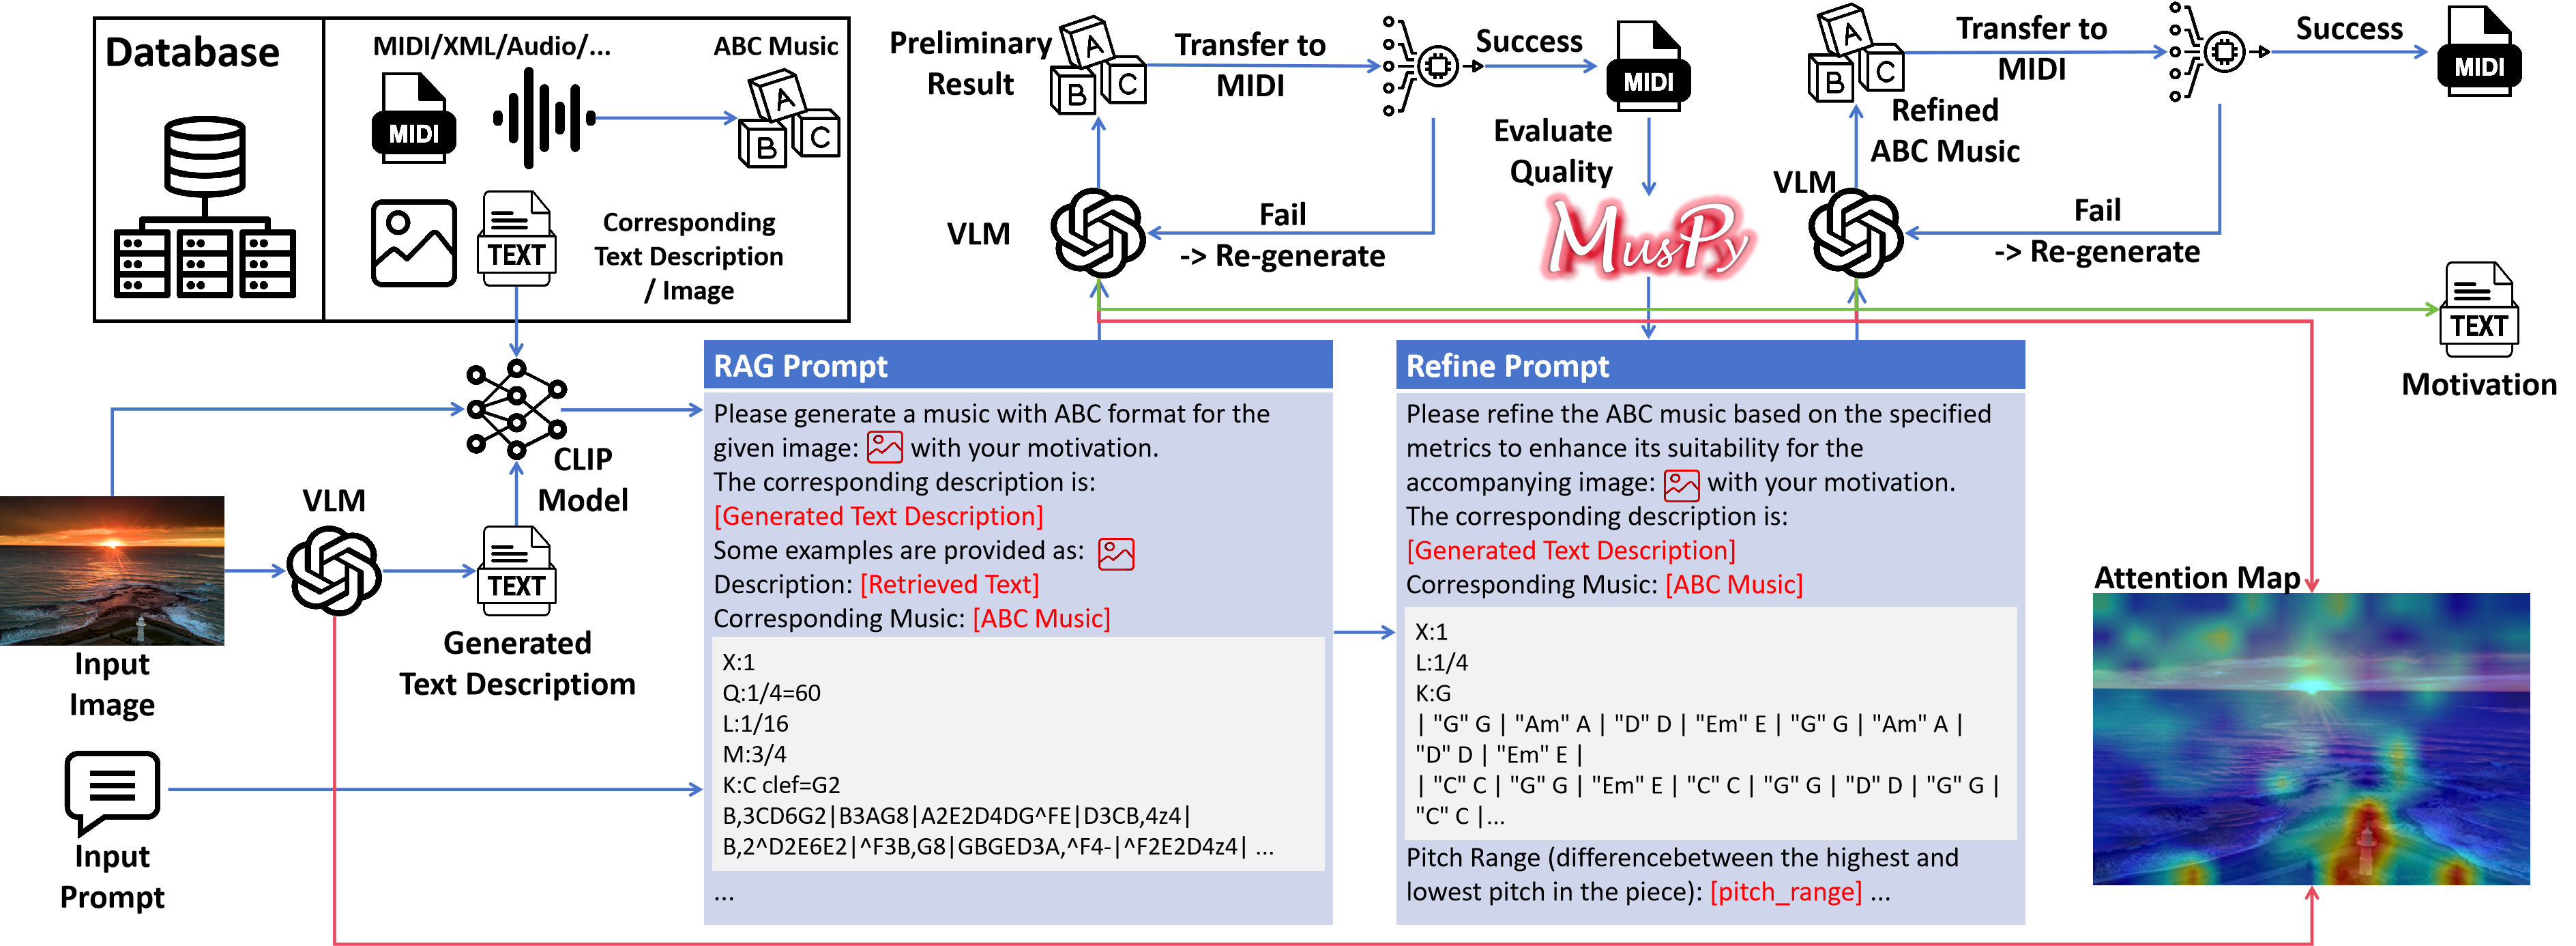 Database
MIDI/XML/Audio/...
ABC Music
MIDI
A
B
C
TEXT
Corresponding
Text Description
/ Image
Preliminary
Result
A
B
C
Transfer to
MIDI
Success
MIDI
Evaluate
Quality
VLM
Fail
-> Re-generate
MusPy
A
B
C
Transfer to
MIDI
Success
MIDI
Refined
ABC Music
VLM
Fail
-> Re-generate
TEXT
Motivation
CLIP
Model
VLM
TEXT
Generated
Text Descriptiom
Input
Image
Input
Prompt
RAG Prompt
Please generate a music with ABC format for the
given image: with your motivation.
The corresponding description is:
[Generated Text Description]
Some examples are provided as:
Description: [Retrieved Text]
Corresponding Music: [ABC Music]
X:1
Q:1/4=60
L:1/16
M:3/4
K:C clef=G2
B,3CD6G2|B3AG8|A2E2D4DG^FE|D3CB,4z4|
B,2^D2E6E2|^F3B,G8|GBGED3A,^F4-|^F2E2D4z4| ...
...
Refine Prompt
Please refine the ABC music based on the specified
metrics to enhance its suitability for the
accompanying image: with your motivation.
The corresponding description is:
[Generated Text Description]
Corresponding Music: [ABC Music]
X:1
L:1/4
K:G
| "G" G | "Am" A | "D" D | "Em" E | "G" G | "Am" A |
"D" D | "Em" E |
| "C" C | "G" G | "Em" E | "C" C | "G" G | "D" D | "G" G |
"C" C |...
Pitch Range (differencebetween the highest and
lowest pitch in the piece): [pitch_range] ...
Attention Map